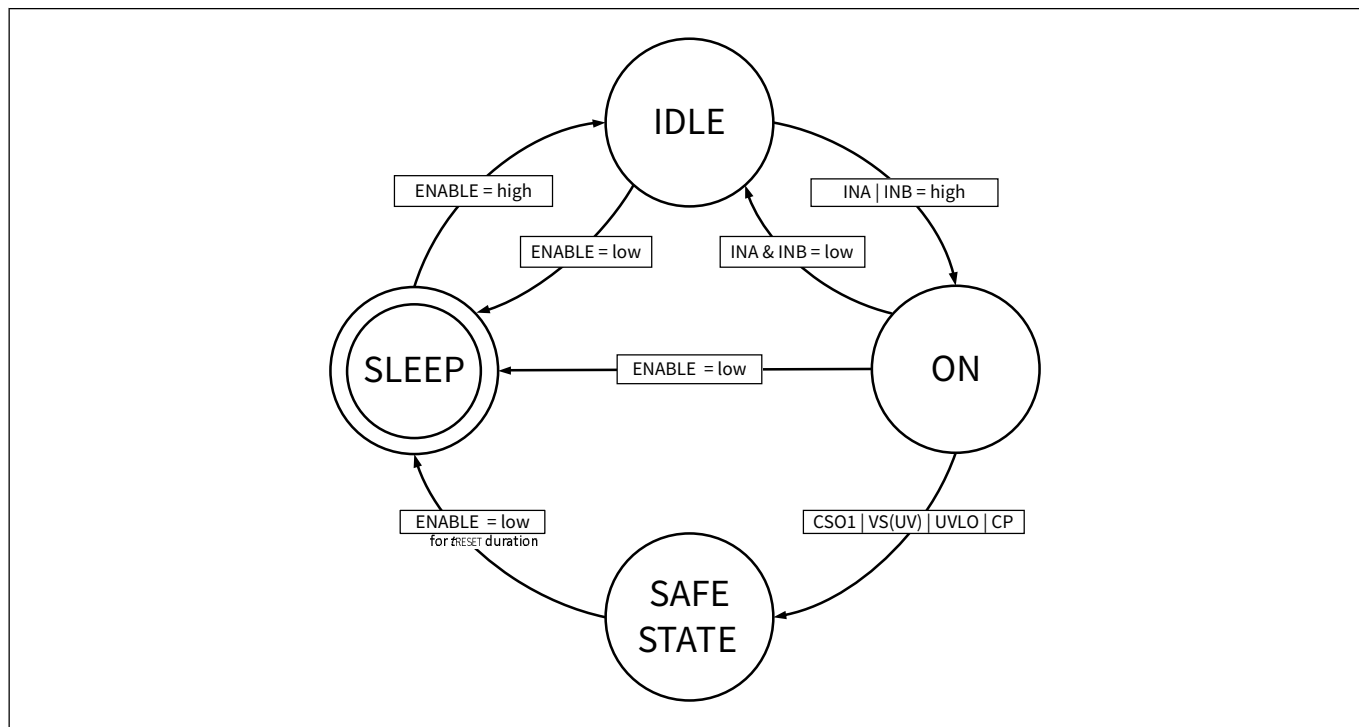 IDLE
ENABLE = high
INA | INB = high
ENABLE = low
INA & INB = low
SLEEP
ENABLE = low
ON
ENABLE = low
for tRESET duration
CSO1 | VS(UV) | UVLO | CP
SAFE
STATE